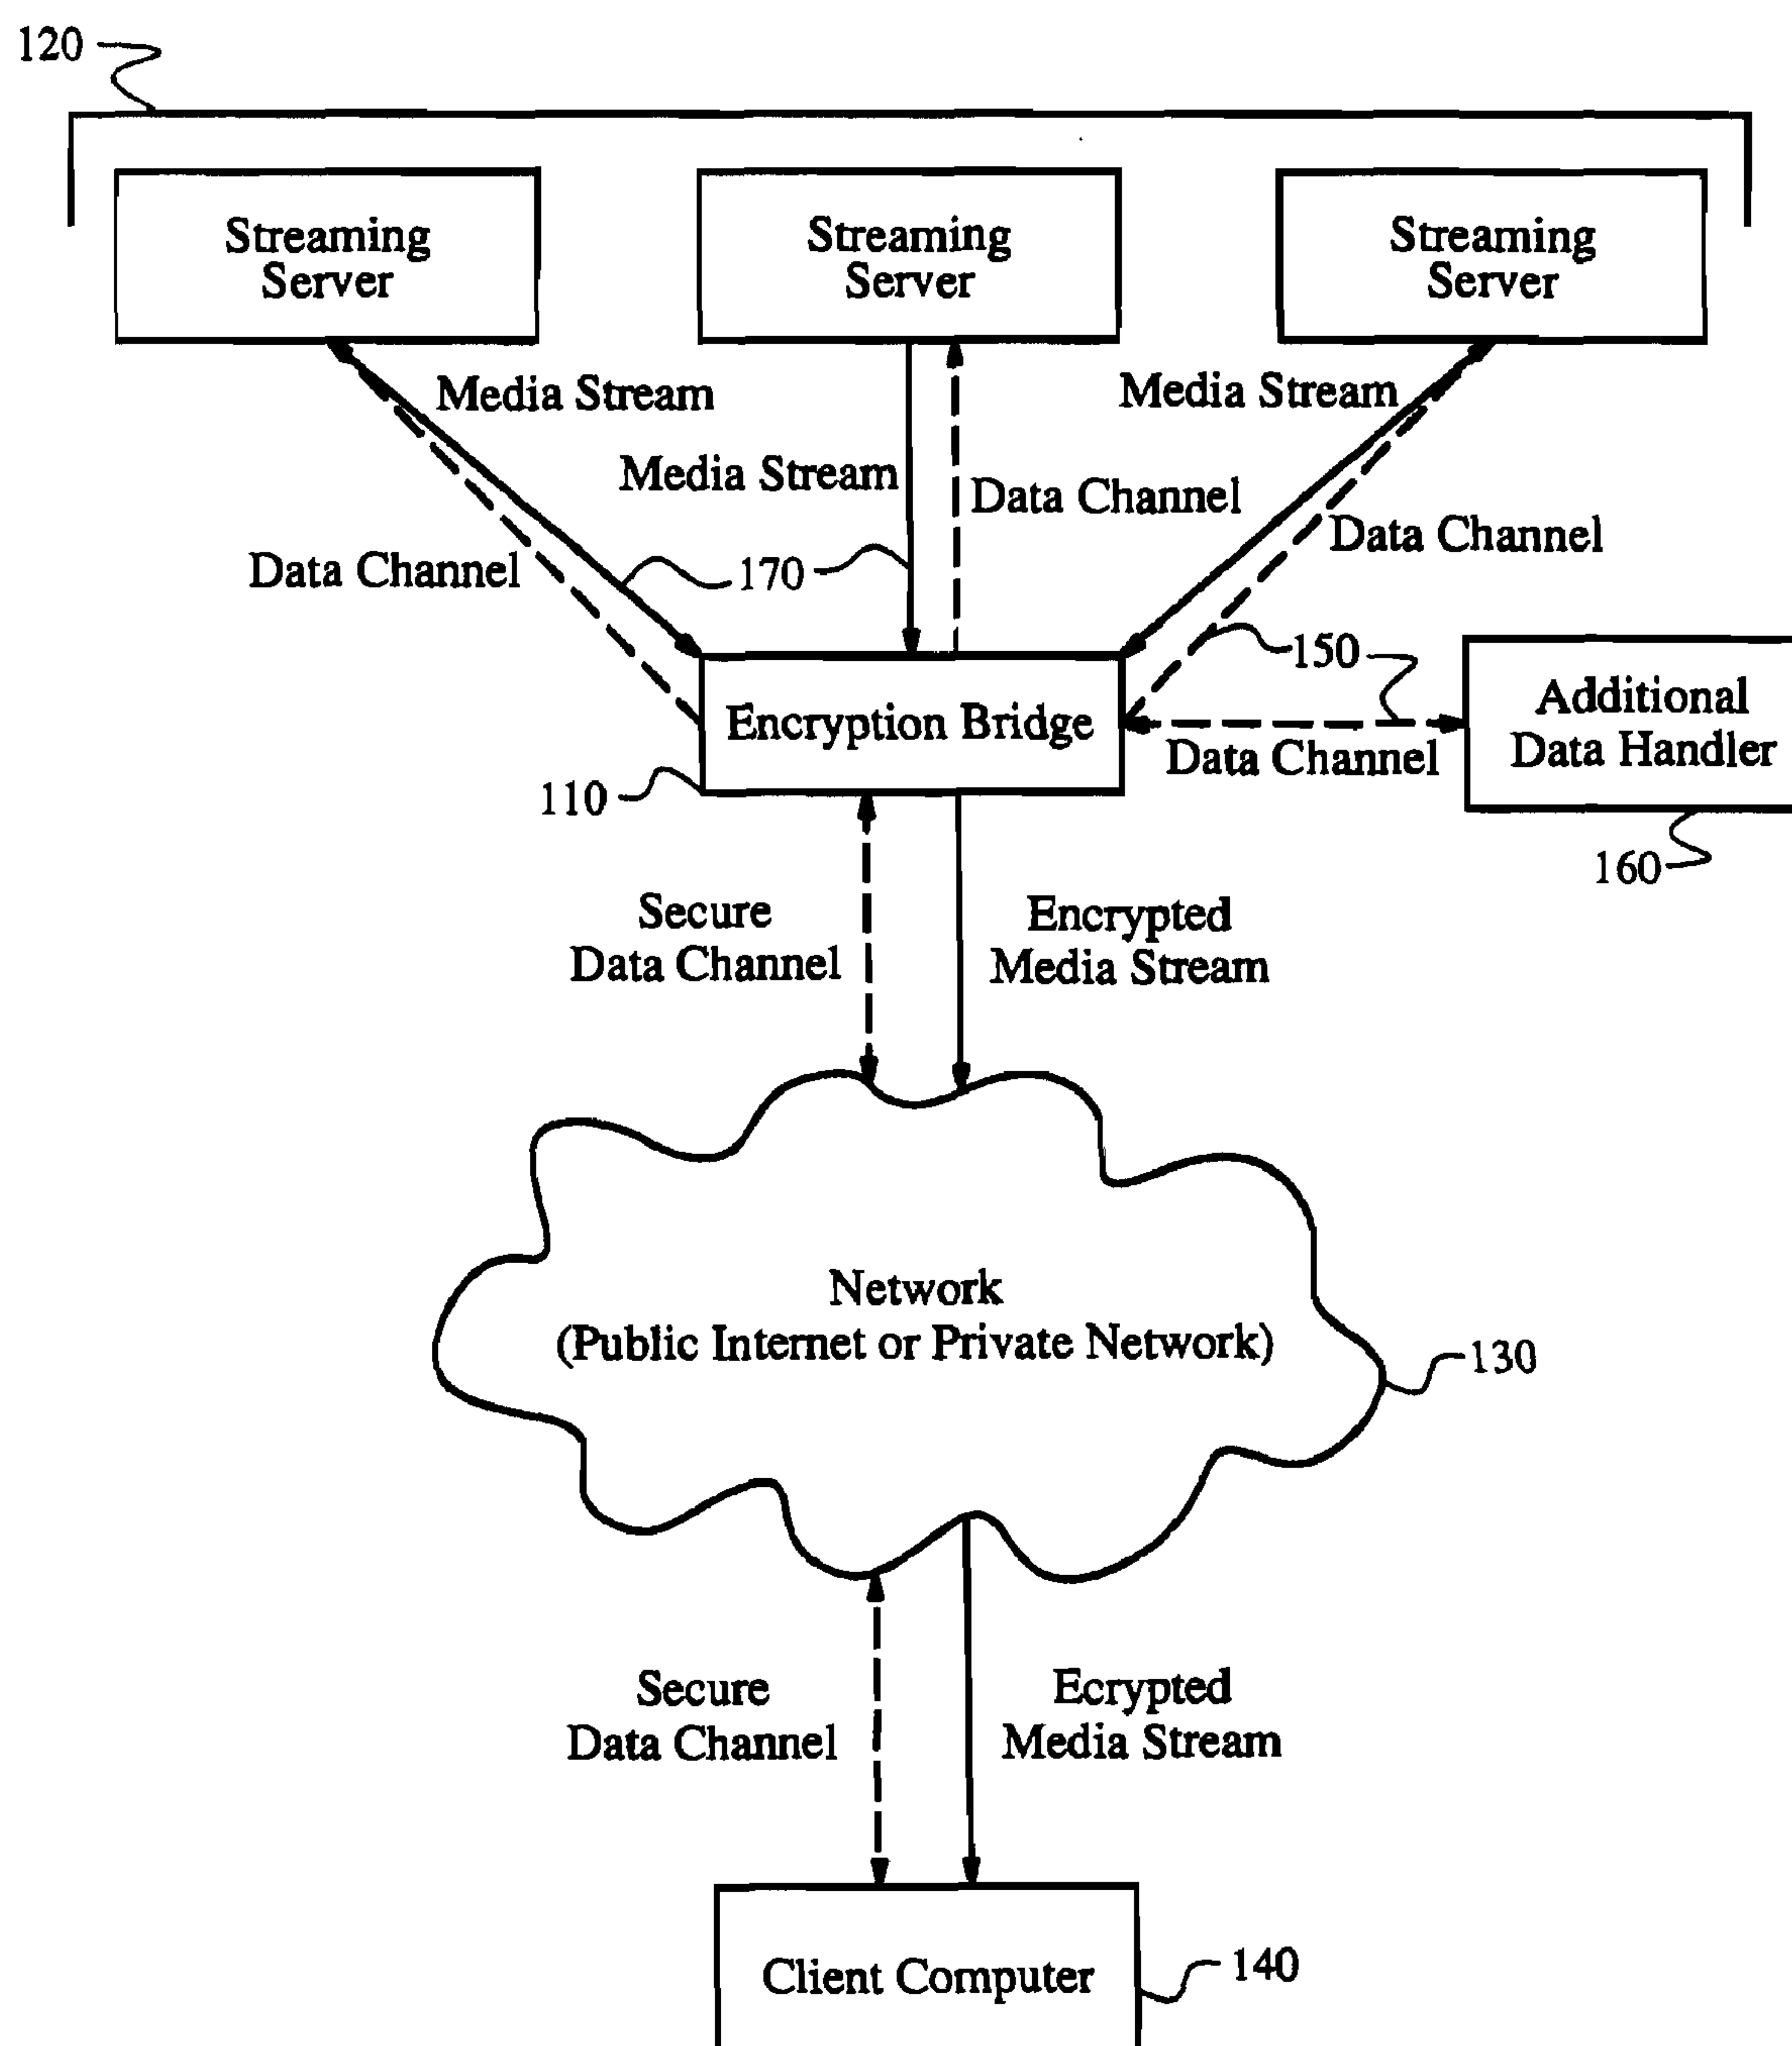 120
Streaming
Server
Streaming
Server
Streaming
Server
Media Stream
Media Stream
Media Stream
Data Channel
Data Channel
Data Channel
170
150
Encryption Bridge
Additional
Data Handler
Data Channel
110
160
Secure
Data Channel
Encrypted
Media Stream
Network
(Public Internet or Private Network)
130
Secure
Data Channel
Ecrypted
Media Stream
Client Computer
140